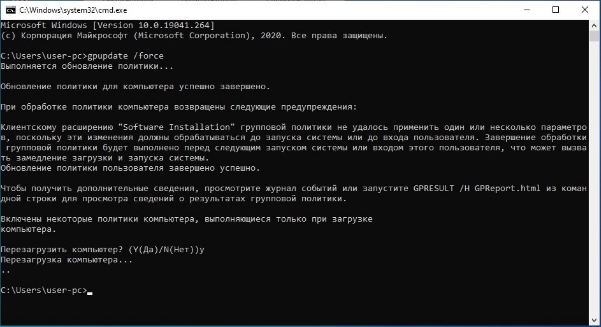 C:\Windows\system32\cmd.exe
Microsoft Windows [Version 10.0.19041.264]
(c) Корпорация Майкрософт (Microsoft Corporation), 2020. Все права защищены.
C:\Users\user-pc>gpupdate /force
Выполняется обновление политики...
Обновление политики для компьютера успешно завершено.
При обработке политики компьютера возвращены следующие предупреждения:
Клиентскому расширению "Software Installation" групповой политики не удалось применить один или несколько параметро
в, поскольку эти изменения должны обрабатываться до запуска системы или до входа пользователя. Завершение обработки
групповой политики будет выполнено перед следующим запуском системы или входом этого пользователя, что может вызва
ть замедление загрузки и запуска системы.
Обновление политики пользователя завершено успешно.
Чтобы получить дополнительные сведения, просмотрите журнал событий или запустите GPRESULT /H GPReport.html из коман
дной строки для просмотра сведений о результатах групповой политики.
Включены некоторые политики компьютера, выполняющиеся только при загрузке
компьютера.
Перезагрузить компьютер? (Y(Да)/N(Нет))y
Перезагрузка компьютера...
..
C:\Users\user-pc>